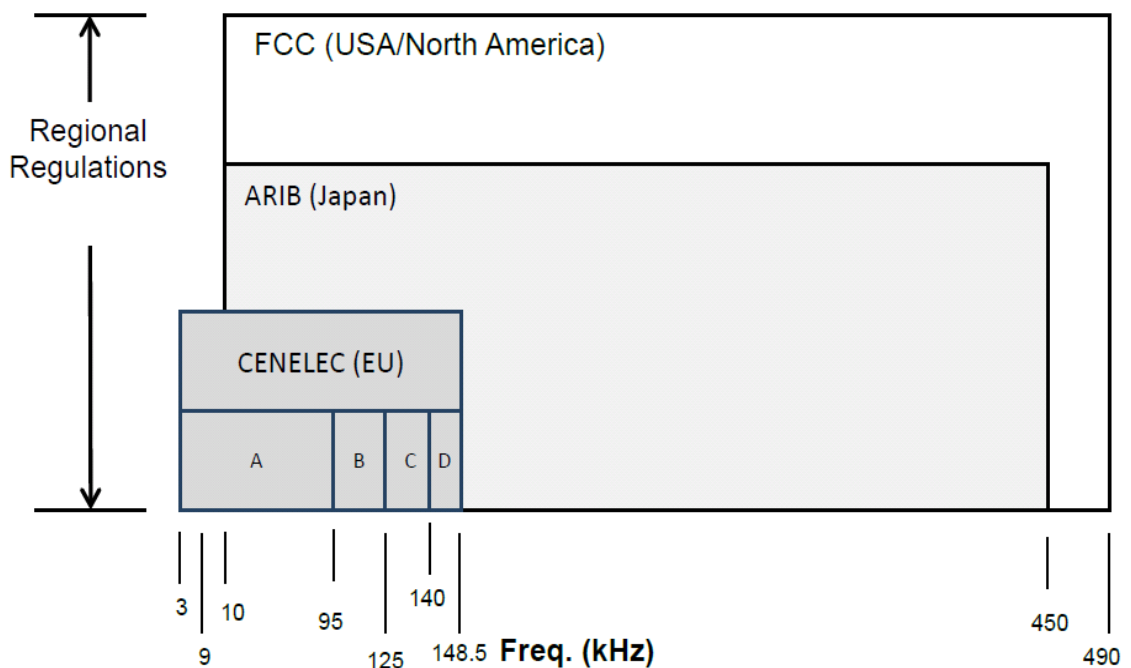 FCC (USA/North America)
Regional
Regulations
ARIB (Japan)
CENELEC (EU)
A B C D
3 10 95 140 450
9 125 148.5 Freq. (kHz) 490